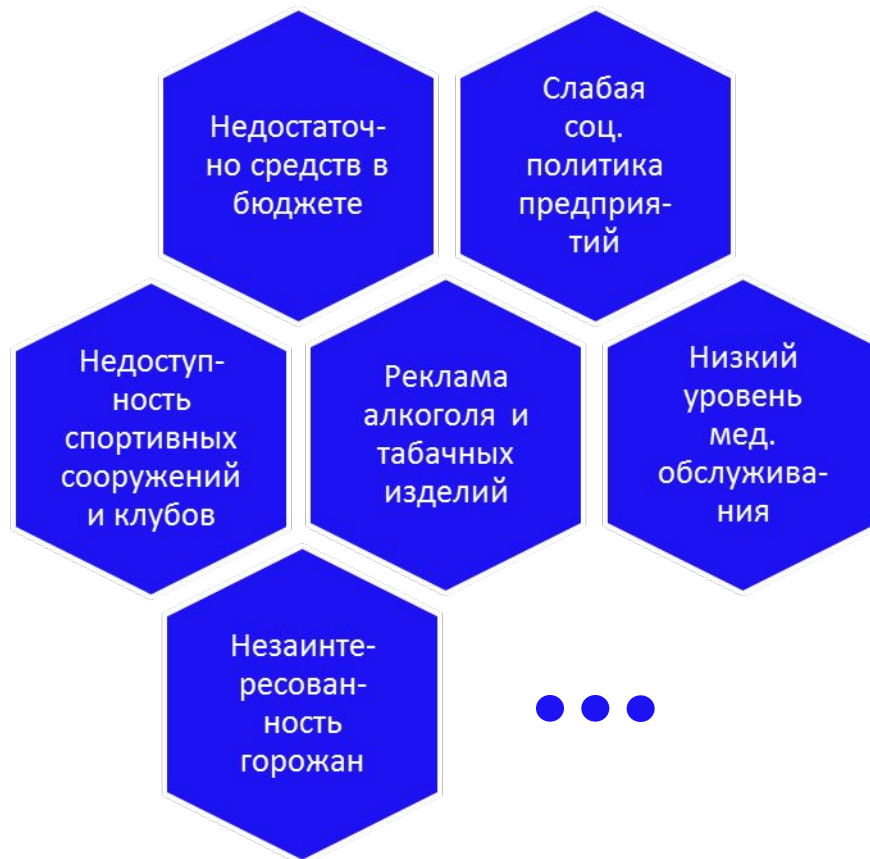 Недостаточ-
но средств в
бюджете
Слабая
соц.
политика
предприя-
тий
Недоступ-
ность
спортивных
сооружений
и клубов
Реклама
алкоголя и
табачных
изделий
Низкий
уровень
мед.
обслужива-
ния
Незаинте-
ресован-
ность
горожан